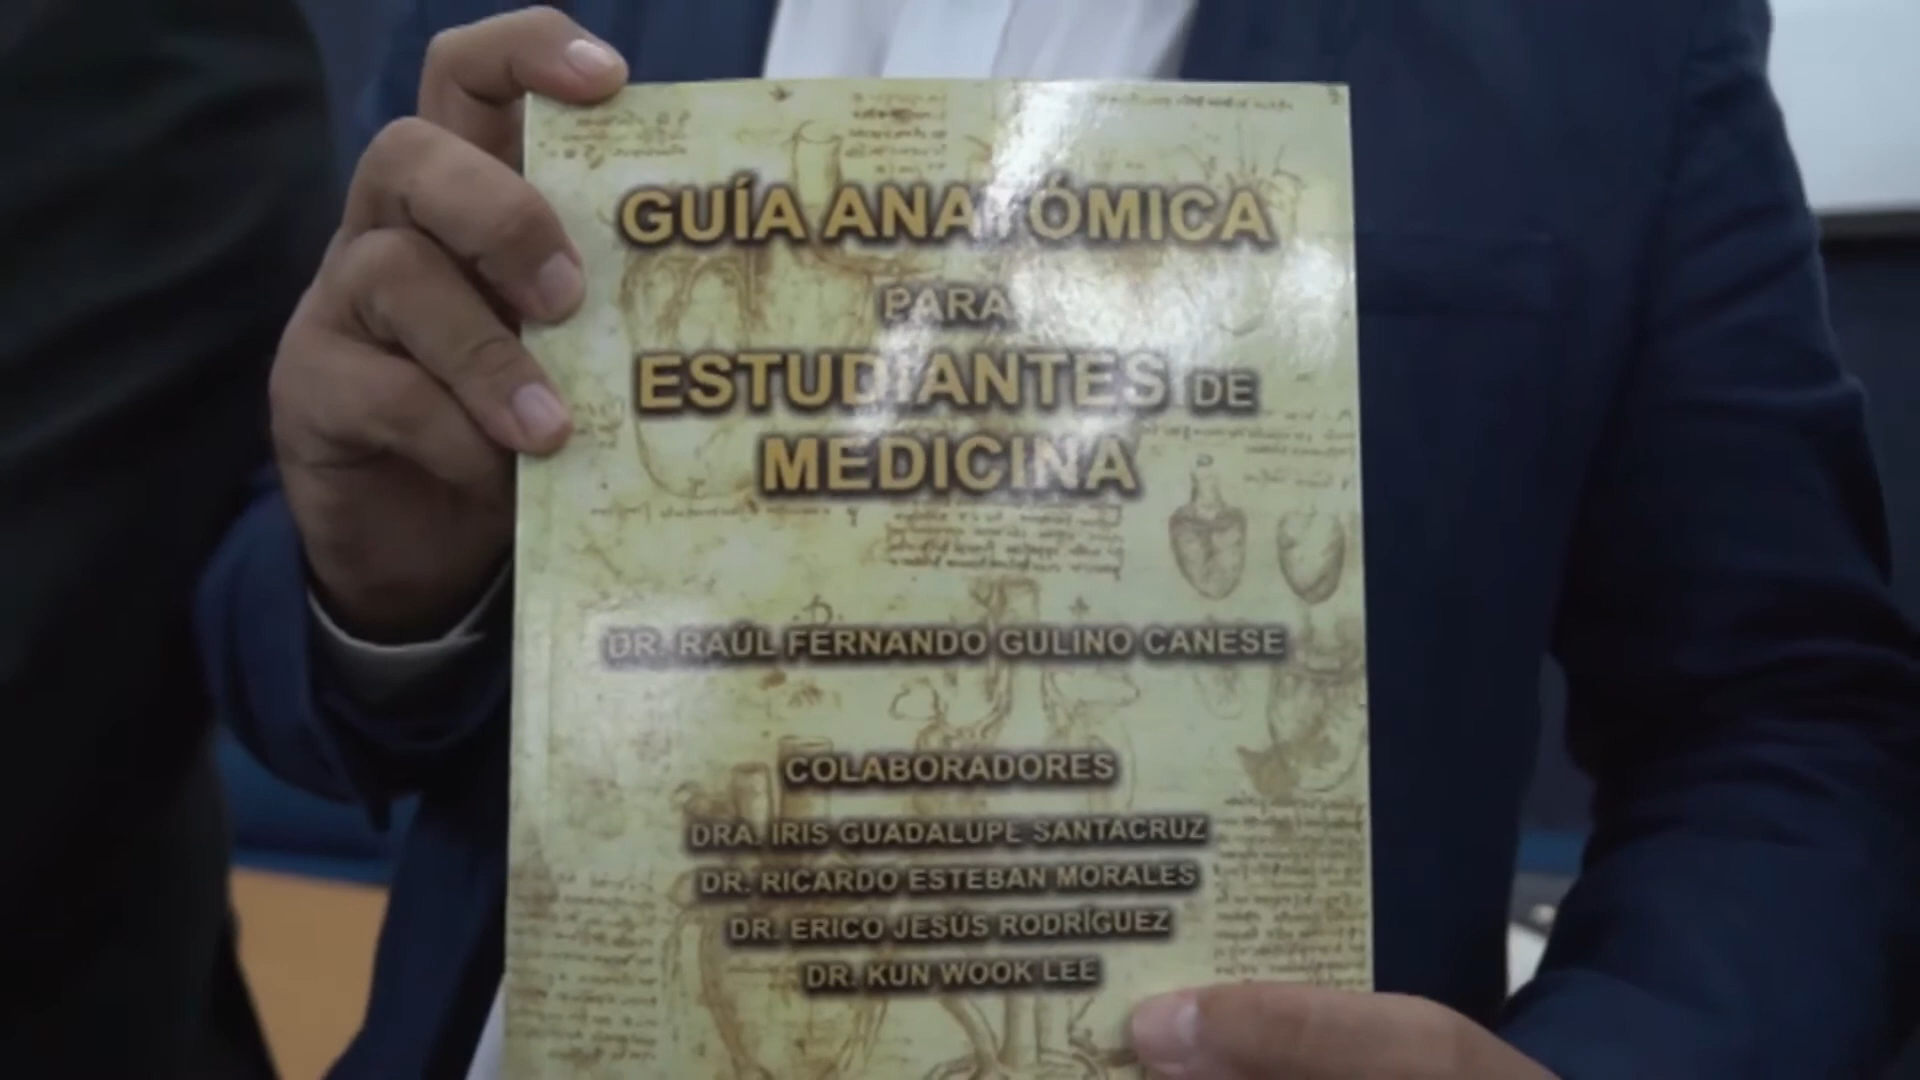 GUÍA ANATÓMICA
PARA
ESTUDIANTES DE
MEDICINA
DR. RAÚL FERNANDO GULINO CANESE
COLABORADORES
DRA. IRIS GUADALUPE SANTACRUZ
DR. RICARDO ESTEBAN MORALES
DR. ERICO JESÚS RODRÍGUEZ
DR. KUN WOOK LEE